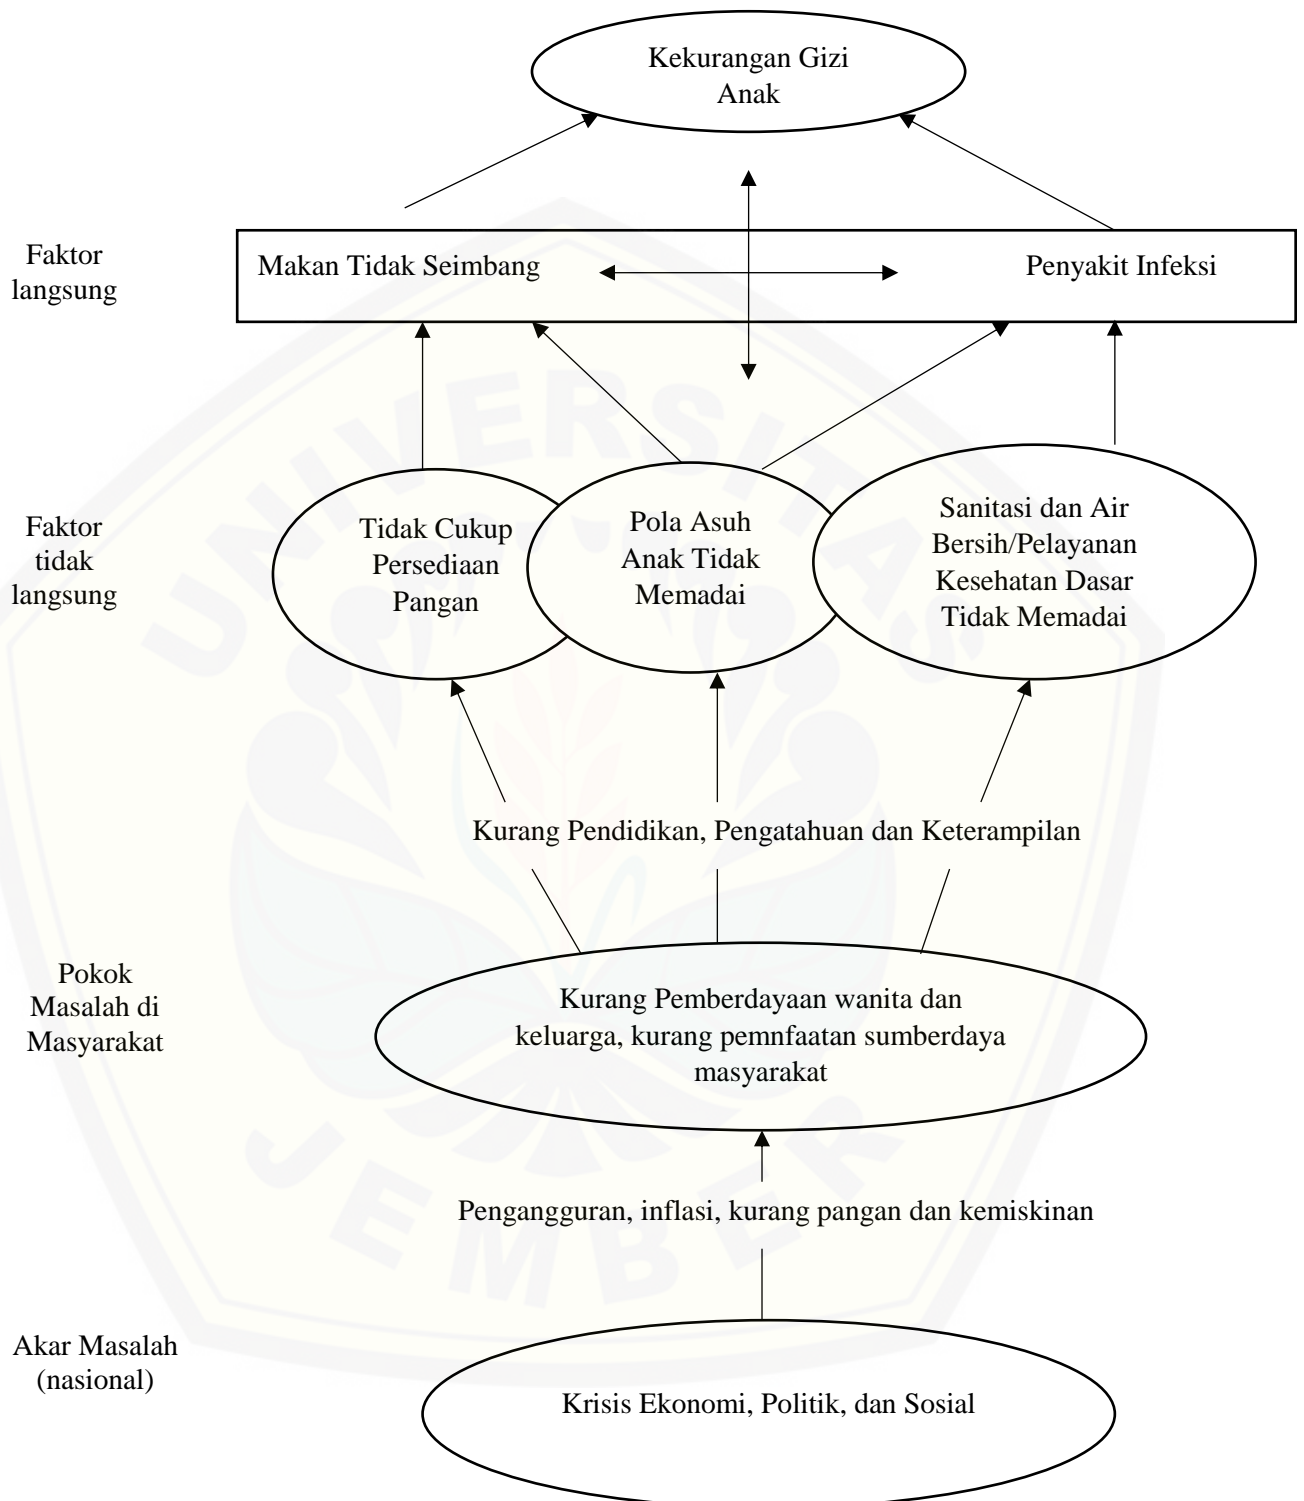 Kekurangan Gizi
Anak
Faktor
langsung
Makan Tidak Seimbang
Penyakit Infeksi
Faktor
tidak
langsung
Tidak Cukup
Persediaan
Pangan
Pola Asuh
Anak Tidak
Memadai
Sanitasi dan Air
Bersih/Pelayanan
Kesehatan Dasar
Tidak Memadai
Kurang Pendidikan, Pengatahuan dan Keterampilan
Pokok
Masalah di
Masyarakat
Kurang Pemberdayaan wanita dan
keluarga, kurang pemnfaatan sumberdaya
masyarakat
Pengangguran, inflasi, kurang pangan dan kemiskinan
Akar Masalah
(nasional)
Krisis Ekonomi, Politik, dan Sosial
UNIVERSITAS
JEMBER